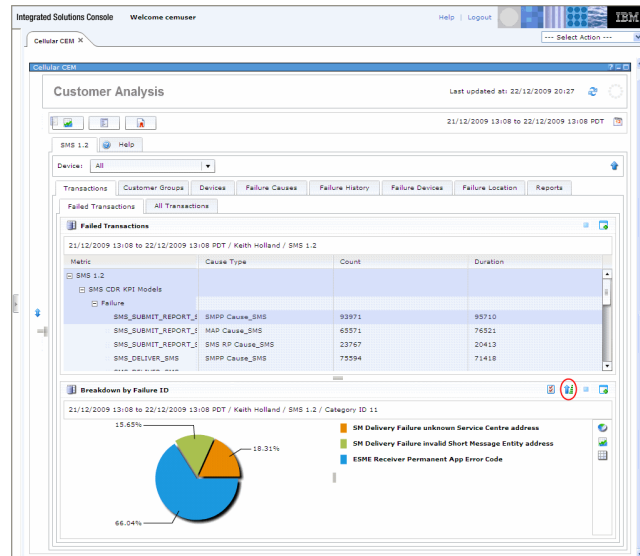 Integrated Solutions Console Welcome cemuser Help | Logout IBM
Cellular CEM --- Select Action ---
Cellular CEM
Customer Analysis Last updated at: 22/12/2009 20:27
21/12/2009 13:08 to 22/12/2009 13:08 PDT
SMS 1.2 Help
Device: All
Transactions Customer Groups Devices Failure Causes Failure History Failure Devices Failure Location Reports
Failed Transactions All Transactions
Failed Transactions
21/12/2009 13:08 to 22/12/2009 13:08 PDT / Keith Holland / SMS 1.2
Metric Cause Type Count Duration
SMS 1.2
SMS CDR KPI Models
Failure
SMS_SUBMIT_REPORT_S SMPP Cause_SMS 93971 95710
SMS_SUBMIT_REPORT_S MAP Cause_SMS 65571 76521
SMS_SUBMIT_REPORT_S SMS RP Cause_SMS 23767 20413
SMS_DELIVER_SMS SMPP Cause_SMS 75594 71418
Breakdown by Failure ID
21/12/2009 13:08 to 22/12/2009 13:08 PDT / Keith Holland / SMS 1.2 / Category ID 11
15.65%
18.31%
66.04%
SM Delivery Failure unknown Service Centre address
SM Delivery Failure invalid Short Message Entity address
ESME Receiver Permanent App Error Code